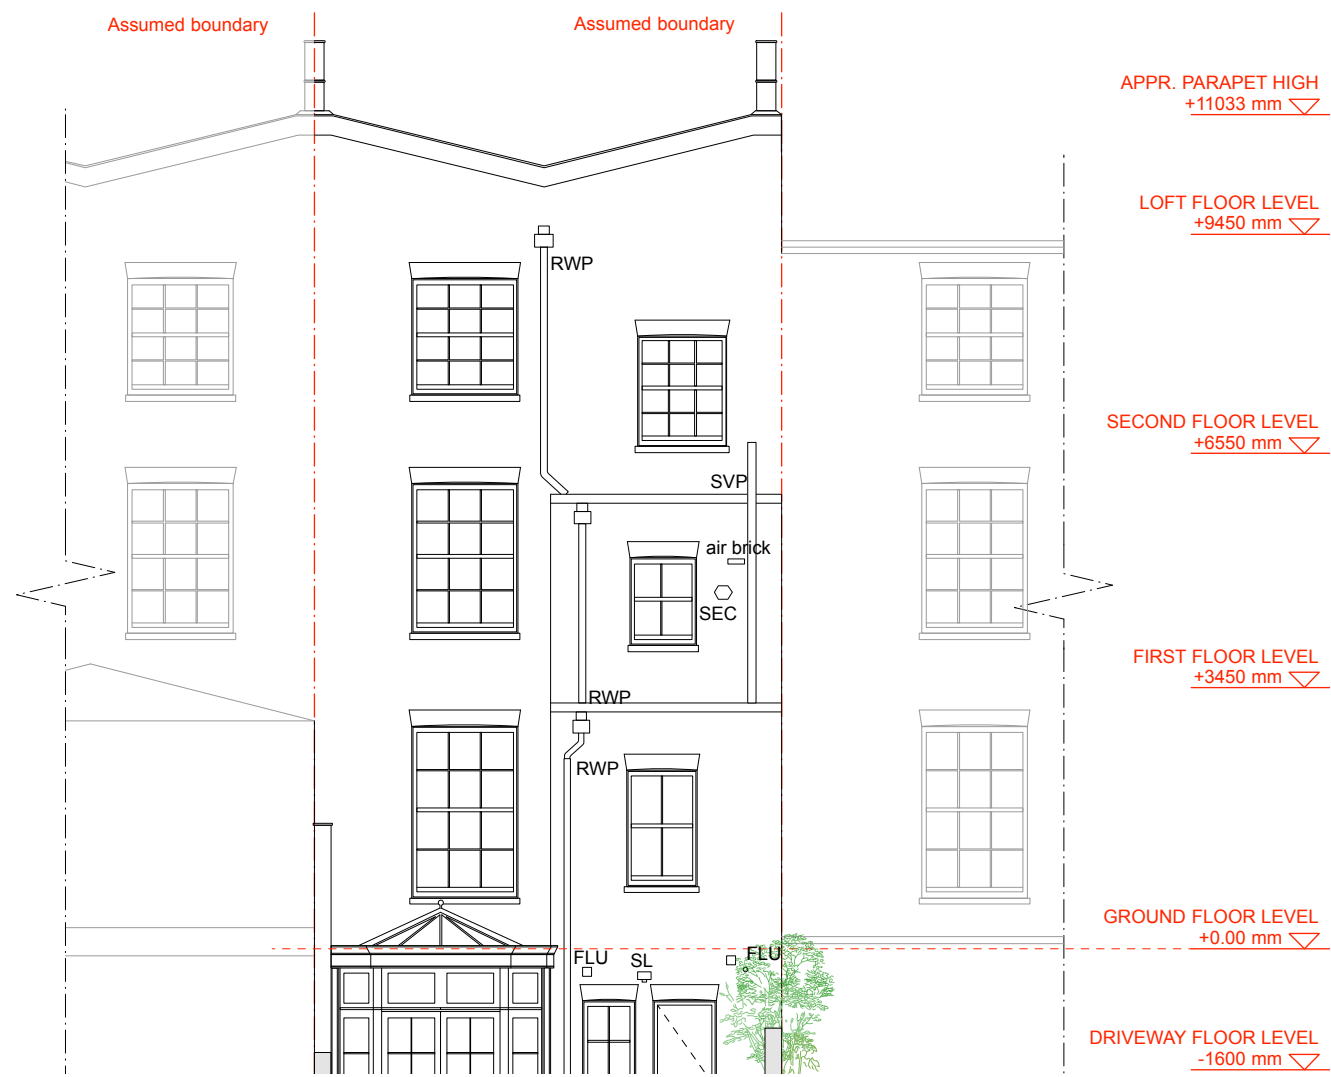 Assumed boundary
Assumed boundary
APPR. PARAPET HIGH
+11033 mm
LOFT FLOOR LEVEL
+9450 mm
RWP
SECOND FLOOR LEVEL
+6550 mm
SVP
air brick
SEC
FIRST FLOOR LEVEL
+3450 mm
RWP
RWP
GROUND FLOOR LEVEL
+0.00 mm
FLU
SL
FLU
DRIVEWAY FLOOR LEVEL
-1600 mm